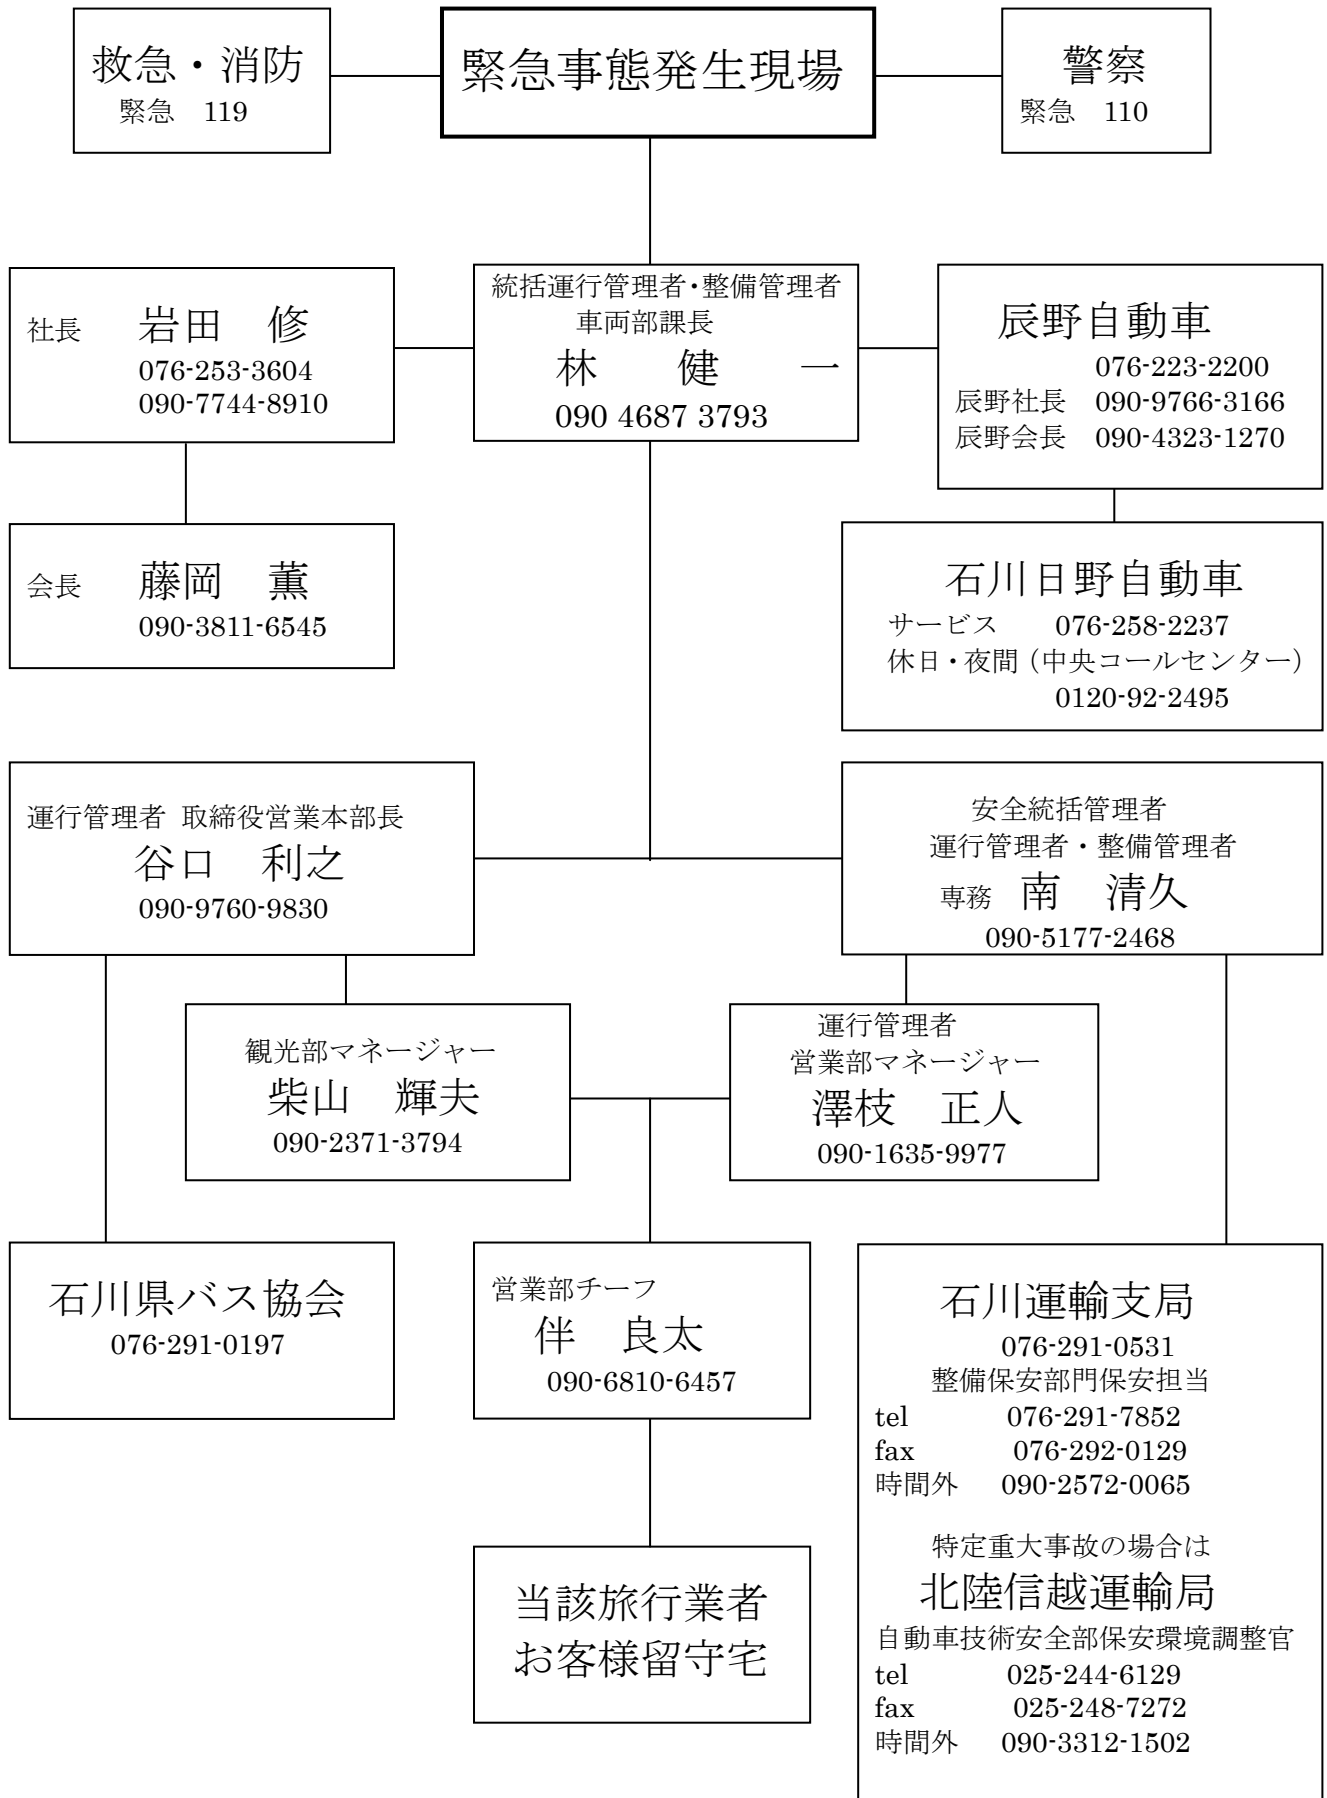 救急・消防
緊急　119
緊急事態発生現場
警察
緊急　110
社長　岩田　修
076-253-3604
090-7744-8910
統括運行管理者・整備管理者
車両部課長
林　健　一
090 4687 3793
辰野自動車
076-223-2200
辰野社長　090-9766-3166
辰野会長　090-4323-1270
会長　藤岡　薫
090-3811-6545
石川日野自動車
サービス　076-258-2237
休日・夜間（中央コールセンター）
0120-92-2495
運行管理者 取締役営業本部長
谷口　利之
090-9760-9830
安全統括管理者
運行管理者・整備管理者
専務　南　清久
090-5177-2468
観光部マネージャー
柴山　輝夫
090-2371-3794
運行管理者
営業部マネージャー
澤枝　正人
090-1635-9977
石川県バス協会
076-291-0197
営業部チーフ
伴　良太
090-6810-6457
石川運輸支局
076-291-0531
整備保安部門保安担当
tel　076-291-7852
fax　076-292-0129
時間外　090-2572-0065
特定重大事故の場合は
北陸信越運輸局
自動車技術安全部保安環境調整官
tel　025-244-6129
fax　025-248-7272
時間外　090-3312-1502
当該旅行業者
お客様留守宅